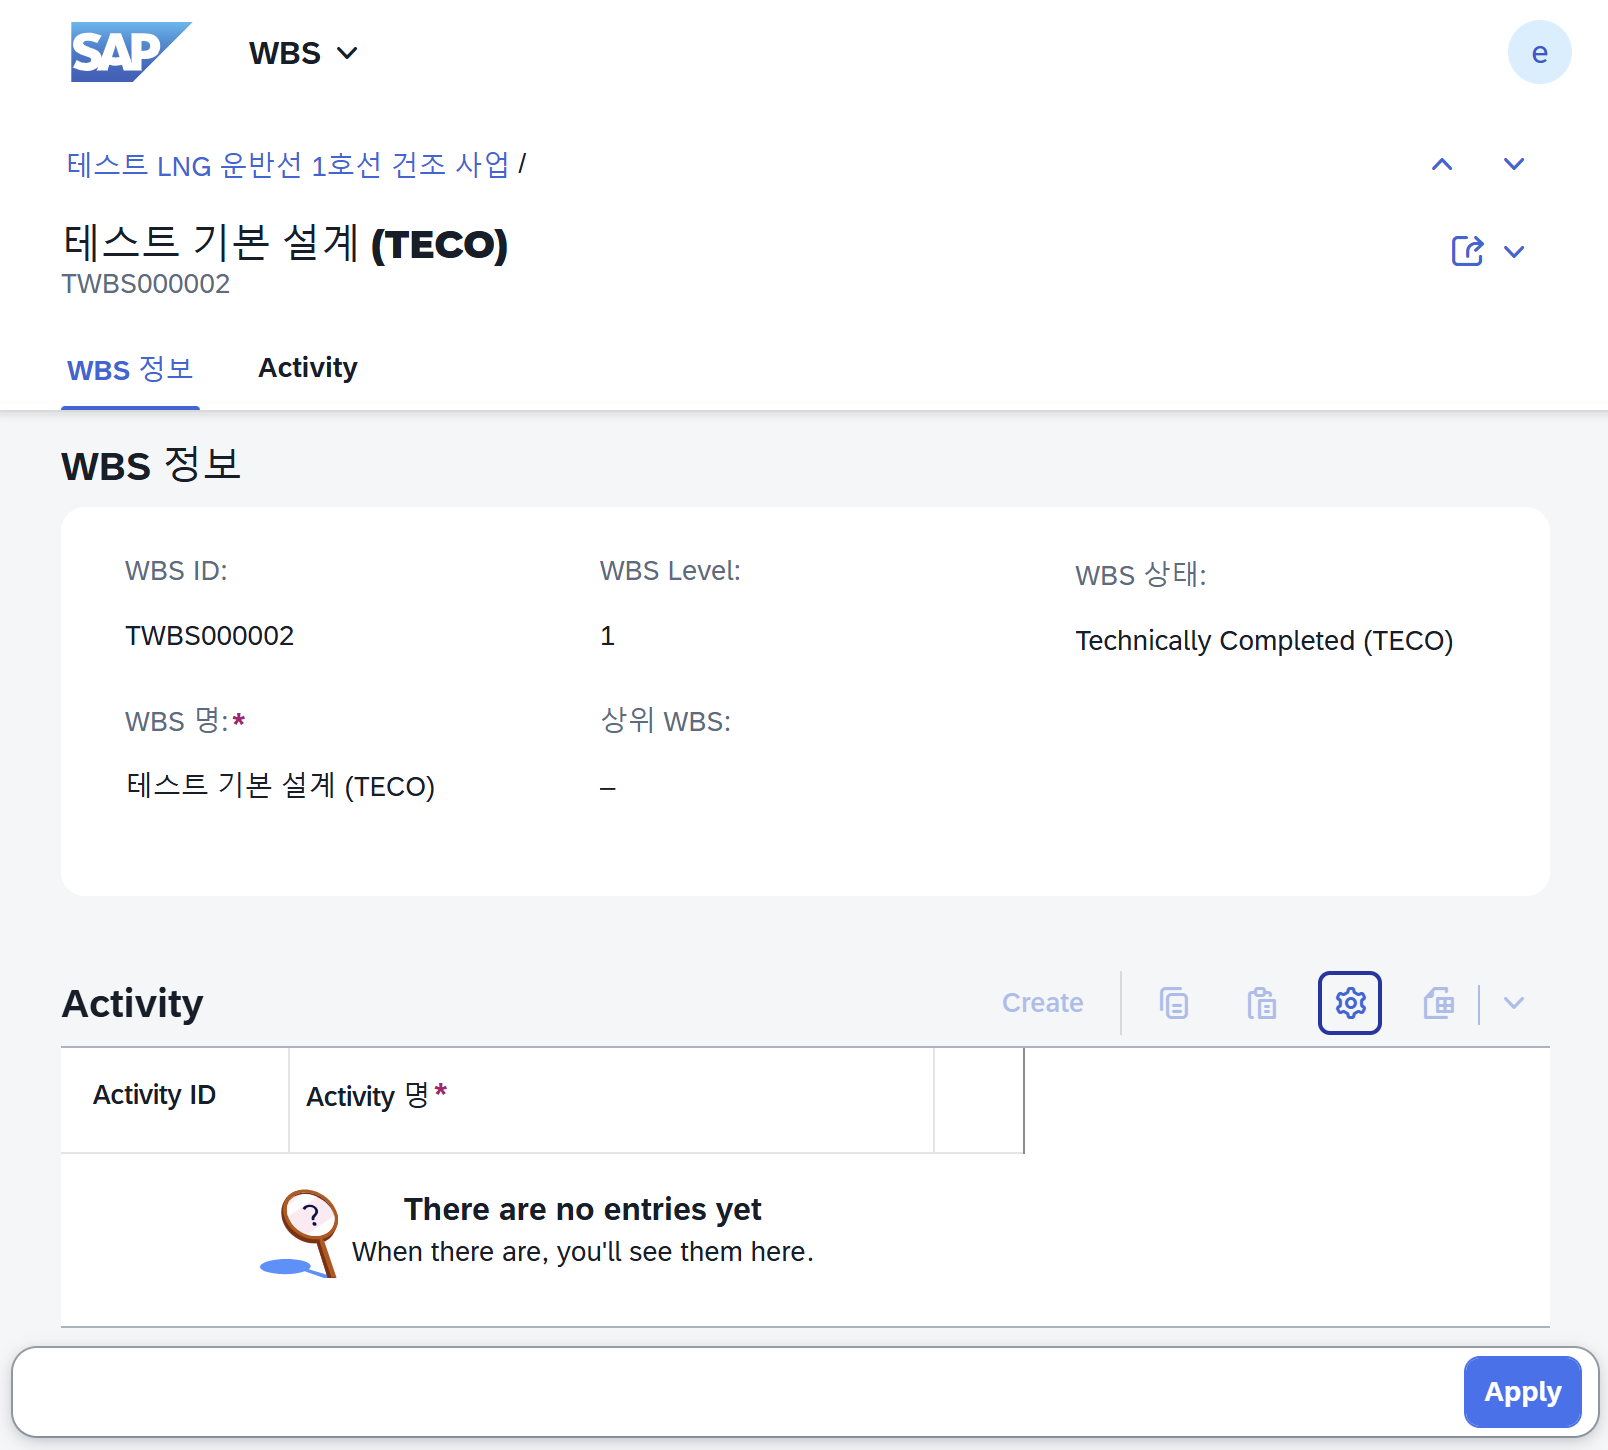 SAP
WBS
e
테스트 LNG 운반선 1호선 건조 사업 /
테스트 기본 설계 (TECO)
TWBS000002
WBS 정보
Activity
WBS 정보
WBS ID:
WBS Level:
WBS 상태:
TWBS000002
1
Technically Completed (TECO)
WBS 명:*
상위 WBS:
테스트 기본 설계 (TECO)
–
Activity
Create
Activity ID
Activity 명*
?
There are no entries yet
When there are, you'll see them here.
Apply